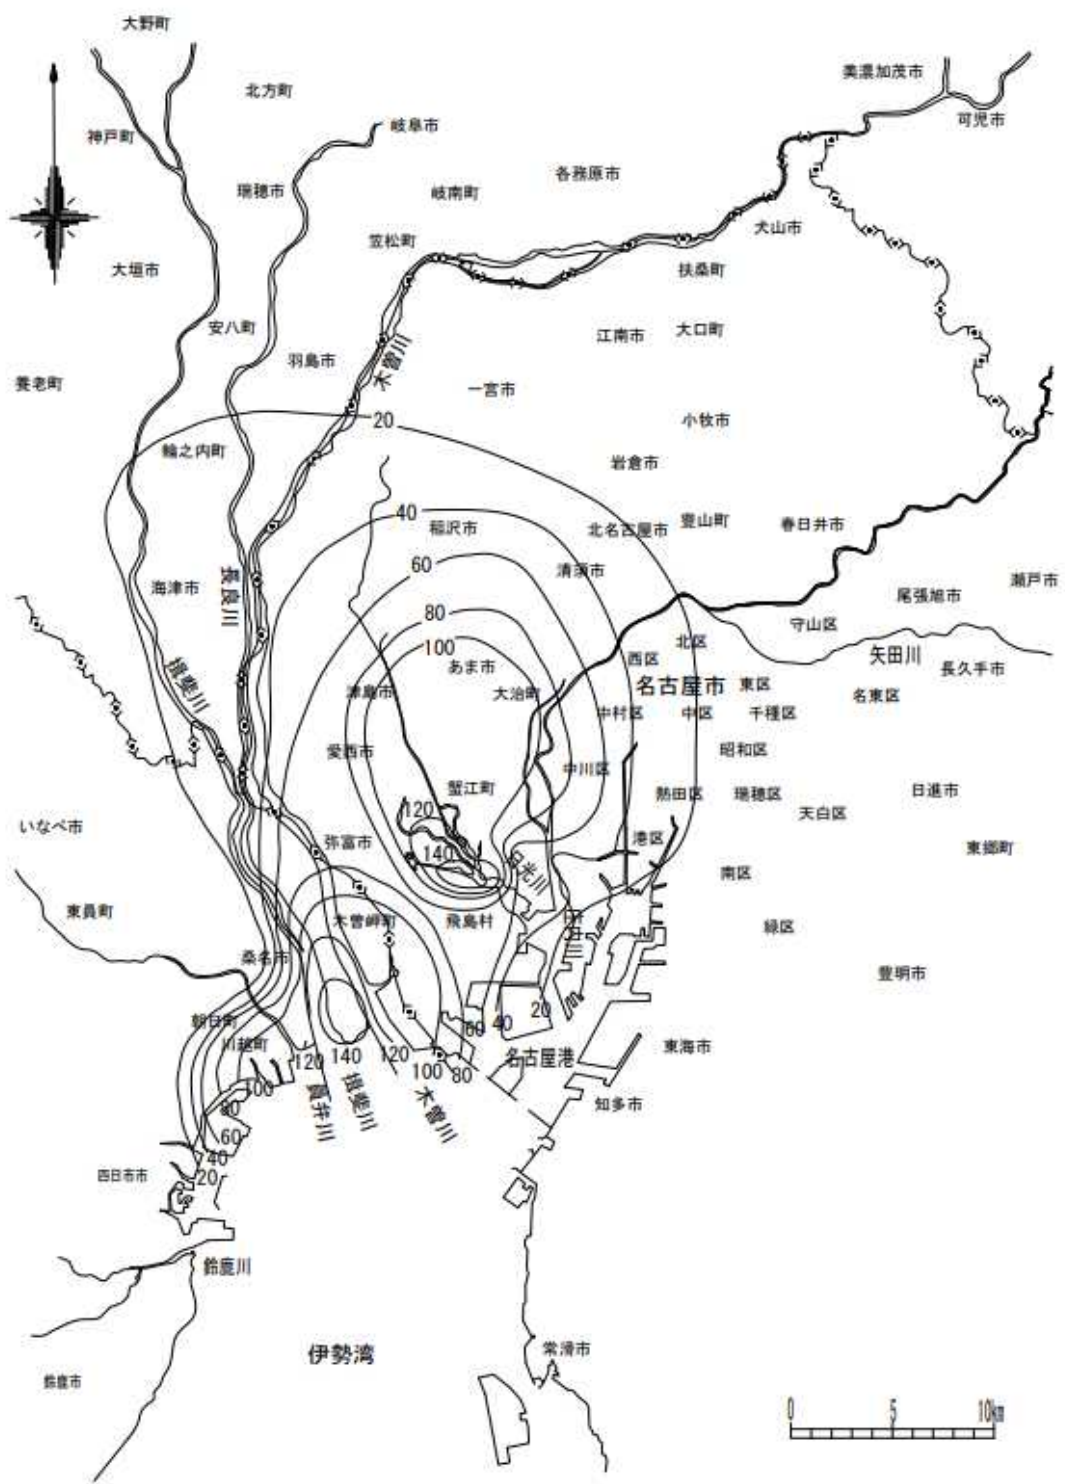 大野町
美濃加茂市
北方町
可児市
岐阜市
神戸町
各務原市
瑞穂市
岐南町
犬山市
笠松町
大垣市
扶桑町
安八町
江南市
大口町
羽島市
木曽川
養老町
一宮市
20
小牧市
輪之内町
岩倉市
40
稲沢市
北名古屋市
豊山町
春日井市
60
清須市
瀬戸市
海津市
長良川
尾張旭市
80
守山区
100
北区
西区
矢田川
あま市
長久手市
揖斐川
津島市
大治町
名古屋市
東区
名東区
中村区
中区
千種区
愛西市
昭和区
中川区
蟹江町
熱田区
瑞穂区
日進市
120
天白区
いなべ市
弥富市
港区
140
東郷町
日光川
南区
東員町
木曽岬町
飛島村
庄内川
緑区
桑名市
豊明市
朝日町
20
40
60
川越町
120
140
120
100
80
名古屋港
東海市
100
員弁川
揖斐川
木曽川
知多市
80
60
40
20
四日市市
鈴鹿川
伊勢湾
常滑市
鈴鹿市
0
5
10km